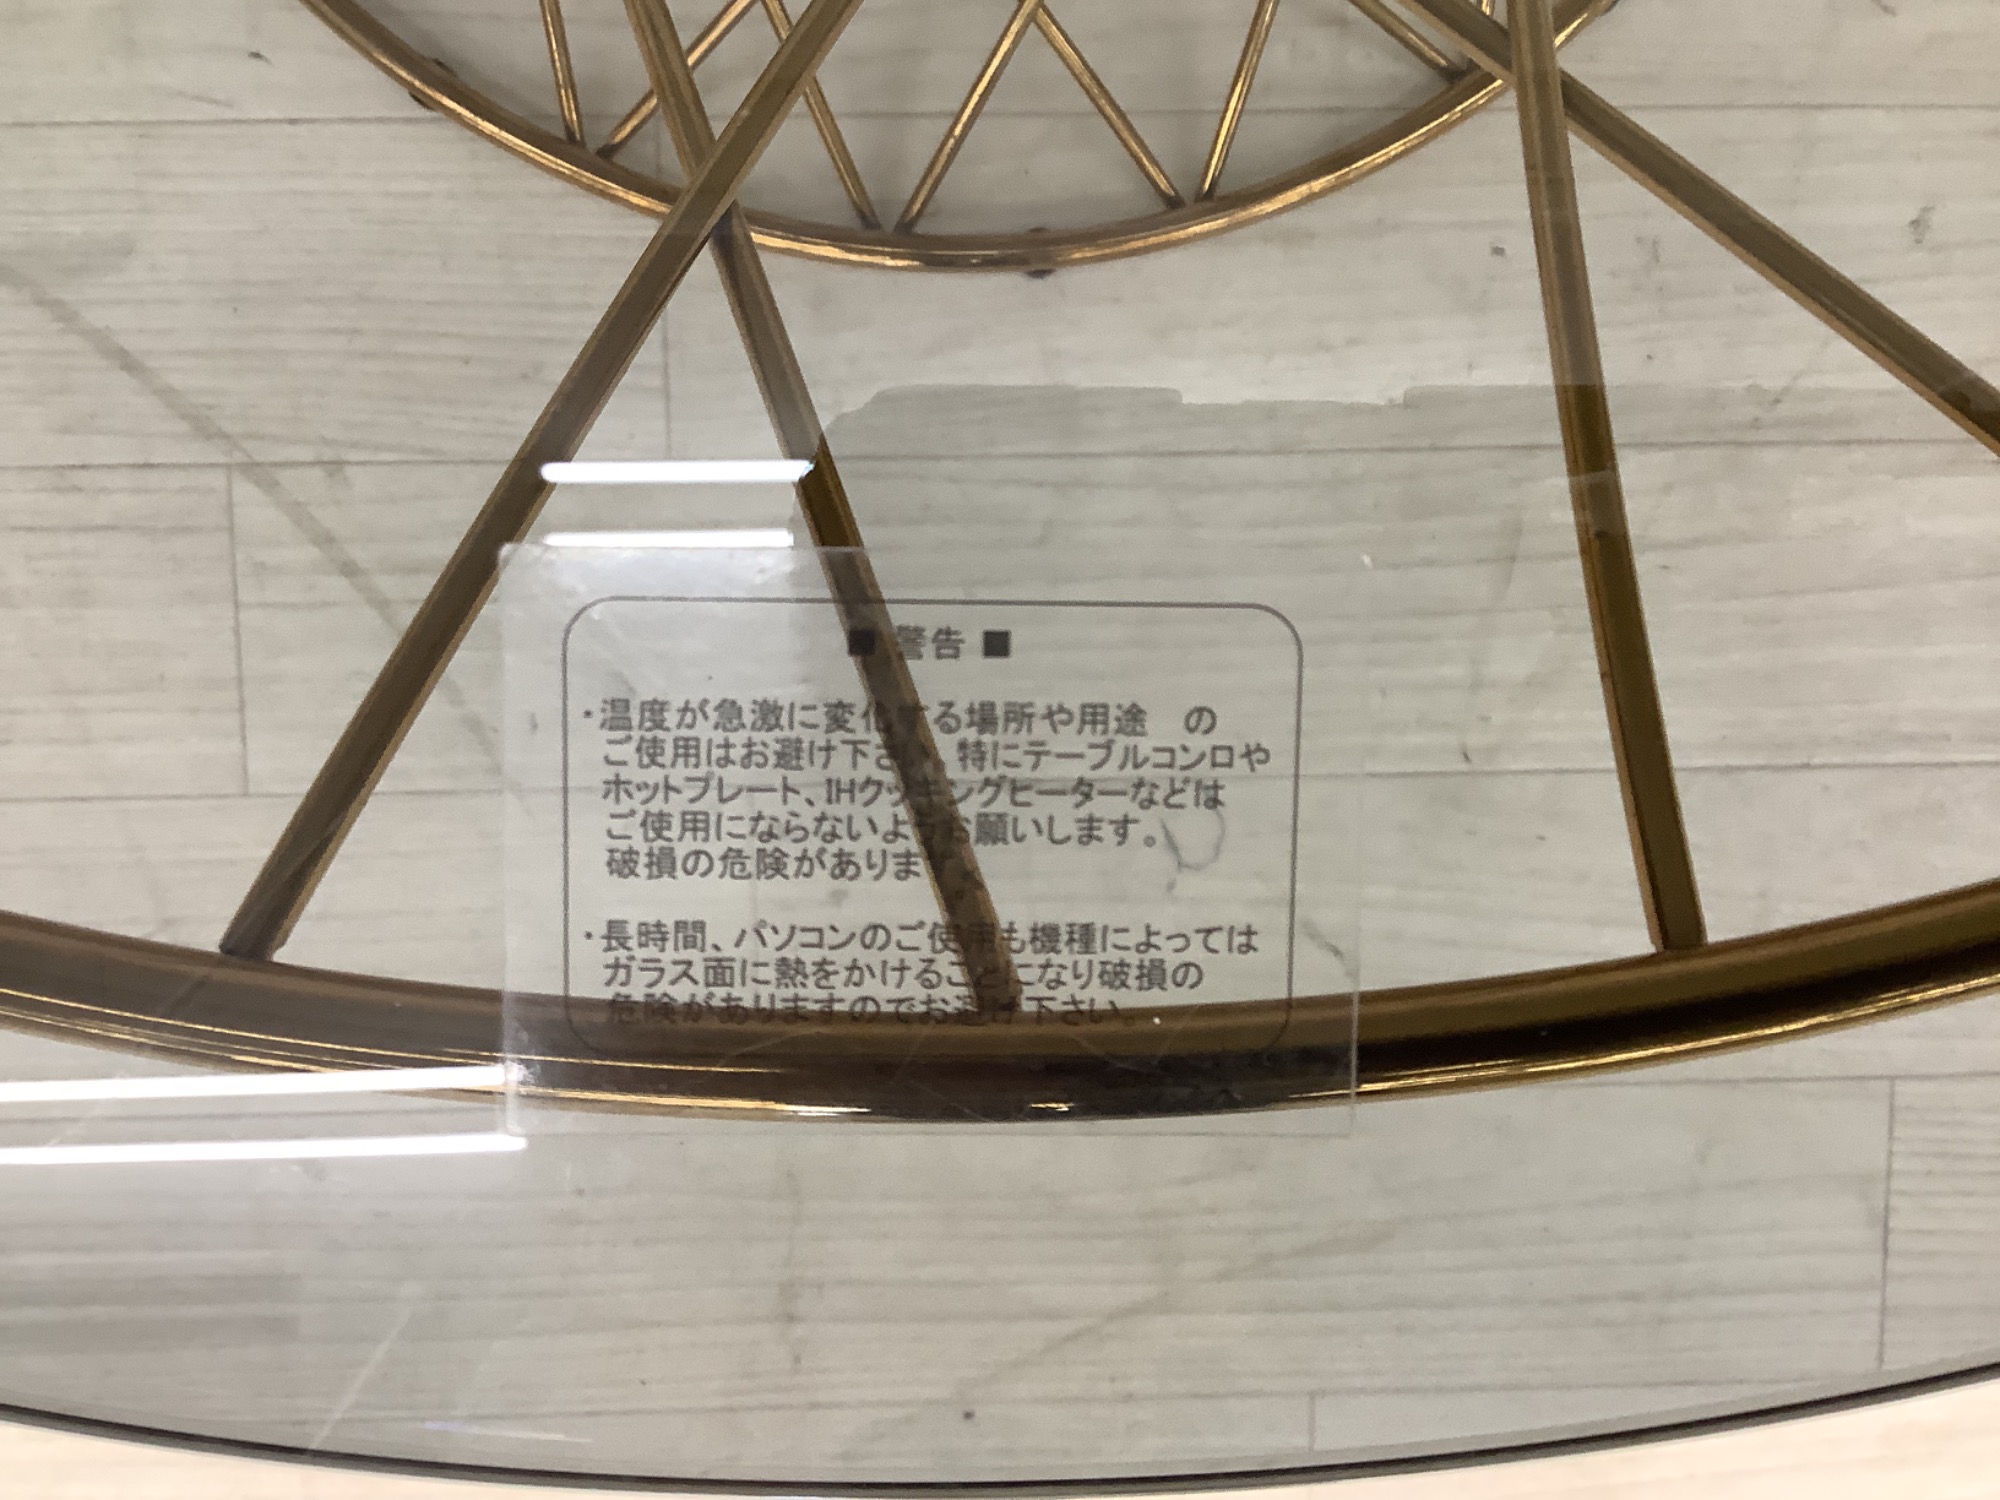 ■ 警告 ■
・温度が急激に変化する場所や用途 の
ご使用はお避け下さい。特にテーブルコンロや
ホットプレート、IHクッキングヒーターなどは
ご使用にならないようお願いします。
破損の危険があります。
・長時間、パソコンのご使用も機種によっては
ガラス面に熱をかけることになり破損の
危険がありますのでお避け下さい。